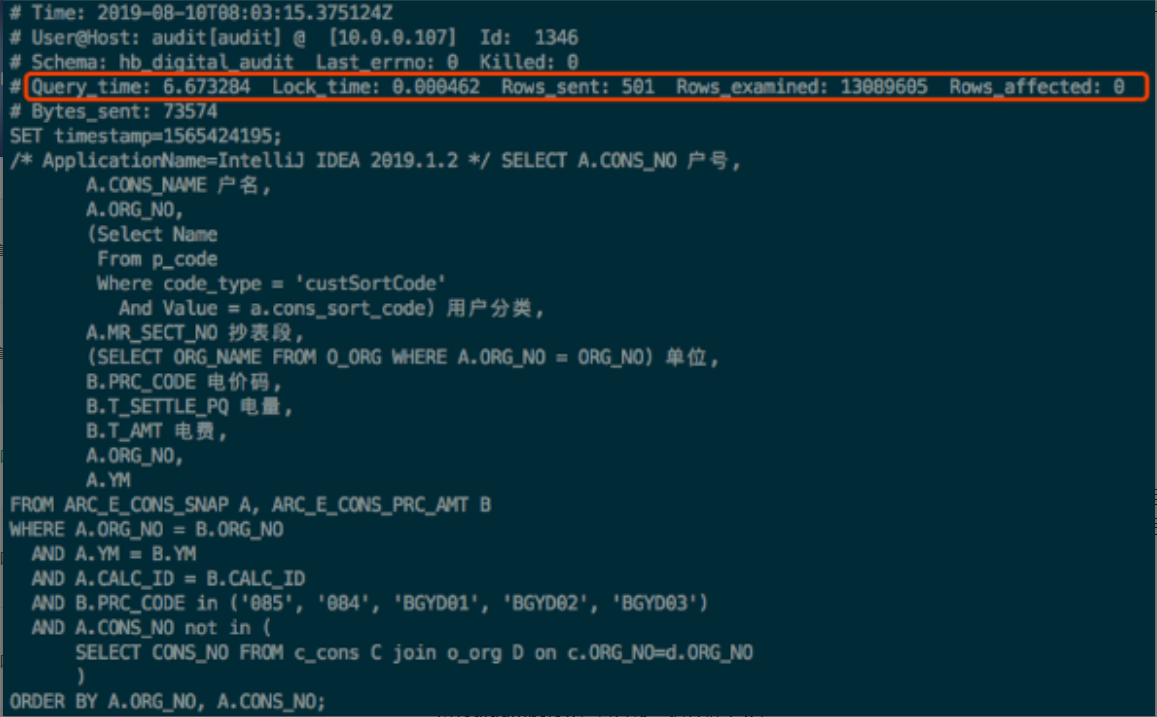 # Time: 2019-08-10T08:03:15.375124Z
# User@Host: audit[audit] @  [10.0.0.107]  Id:  1346
# Schema: hb_digital_audit  Last_errno: 0  Killed: 0
# Query_time: 6.673284  Lock_time: 0.000462  Rows_sent: 501  Rows_examined: 13089605  Rows_affected: 0
# Bytes_sent: 73574
SET timestamp=1565424195;
/* ApplicationName=IntelliJ IDEA 2019.1.2 */ SELECT A.CONS_NO 户号,
       A.CONS_NAME 户名,
       A.ORG_NO,
       (Select Name
        From p_code
        Where code_type = 'custSortCode'
          And Value = a.cons_sort_code) 用户分类,
       A.MR_SECT_NO 抄表段,
       (SELECT ORG_NAME FROM O_ORG WHERE A.ORG_NO = ORG_NO) 单位,
       B.PRC_CODE 电价码,
       B.T_SETTLE_PQ 电量,
       B.T_AMT 电费,
       A.ORG_NO,
       A.YM
FROM ARC_E_CONS_SNAP A, ARC_E_CONS_PRC_AMT B
WHERE A.ORG_NO = B.ORG_NO
  AND A.YM = B.YM
  AND A.CALC_ID = B.CALC_ID
  AND B.PRC_CODE in ('085', '084', 'BGYD01', 'BGYD02', 'BGYD03')
  AND A.CONS_NO not in (
      SELECT CONS_NO FROM c_cons C join o_org D on c.ORG_NO=d.ORG_NO
      )
ORDER BY A.ORG_NO, A.CONS_NO;